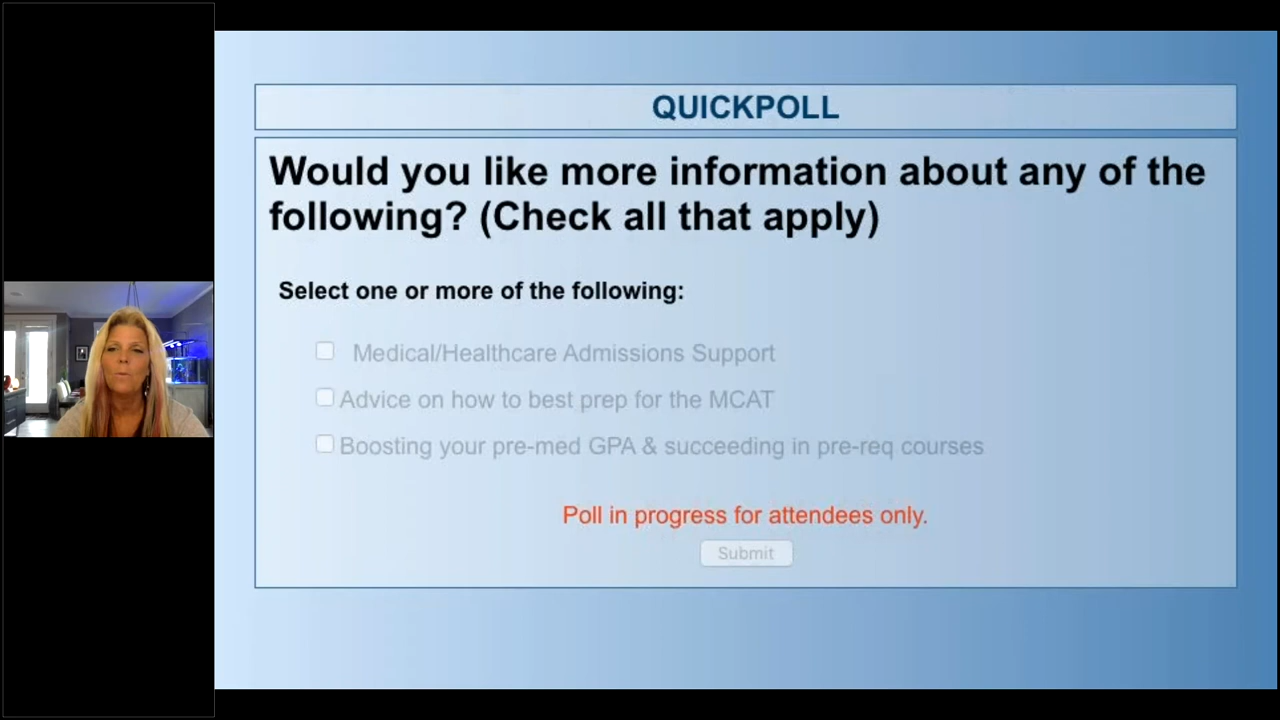 QUICKPOLL
Would you like more information about any of the
following? (Check all that apply)
Select one or more of the following:
Medical/Healthcare Admissions Support
Advice on how to best prep for the MCAT
Boosting your pre-med GPA & succeeding in pre-req courses
Poll in progress for attendees only.
Submit